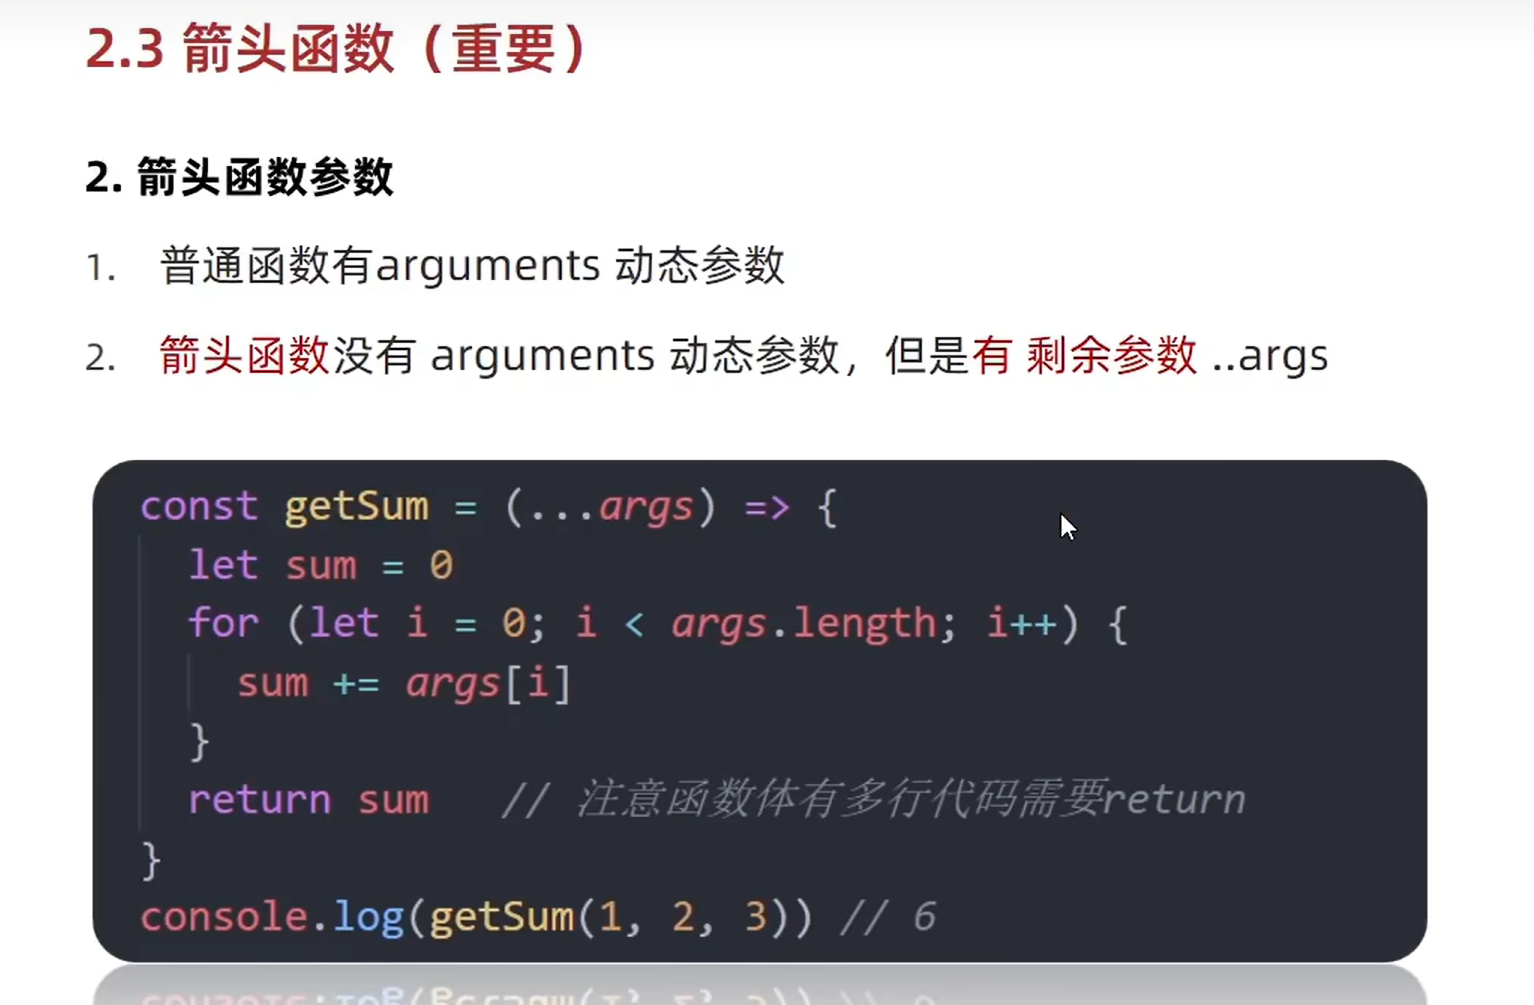 2.3 箭头函数（重要）
2. 箭头函数参数
1. 普通函数有arguments 动态参数
2. 箭头函数没有 arguments 动态参数，但是有 剩余参数 ..args
const getSum = (...args) => {
let sum = 0
for (let i = 0; i < args.length; i++) {
sum += args[i]
}
return sum // 注意函数体有多行代码需要return
}
console.log(getSum(1, 2, 3)) // 6